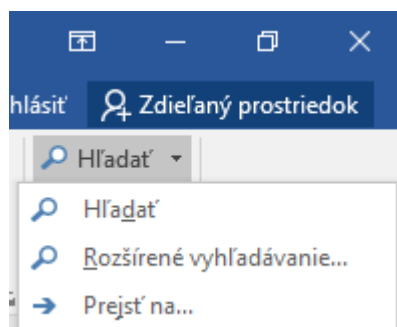 hlásiť Zdieľaný prostriedok
Hľadať
Hľadať
Rozšírené vyhľadávanie...
Prejsť na...